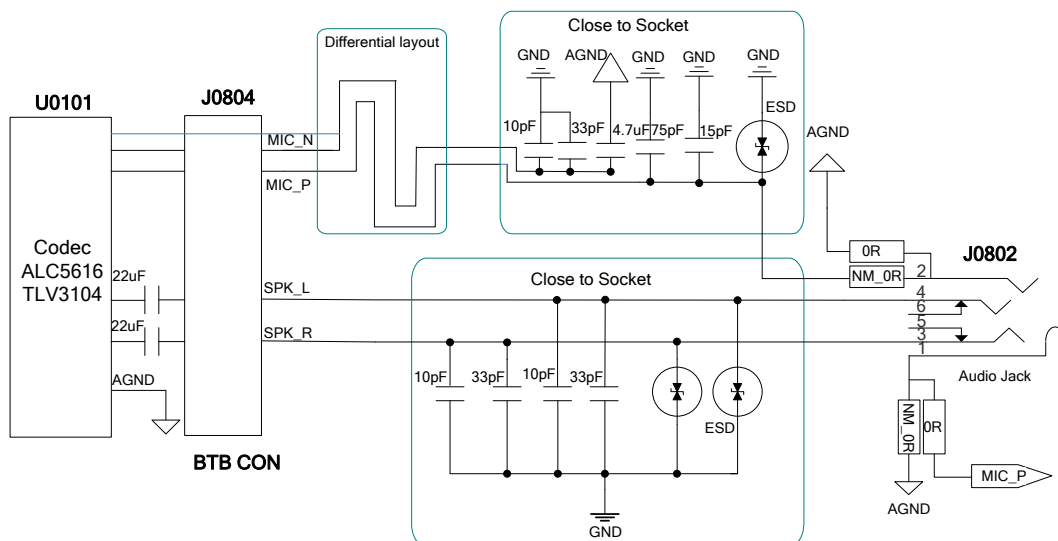 Differential layout
Close to Socket
GND
AGND
GND
GND
GND
U0101
J0804
10pF
33pF
4.7uF
75pF
15pF
ESD
AGND
MIC_N
MIC_P
Codec
ALC5616
TLV3104
22uF
22uF
AGND
SPK_L
SPK_R
BTB CON
Close to Socket
10pF
33pF
10pF
33pF
ESD
GND
0R
NM_0R
J0802
2
4
6
5
3
1
Audio Jack
NM_0R
0R
MIC_P
AGND